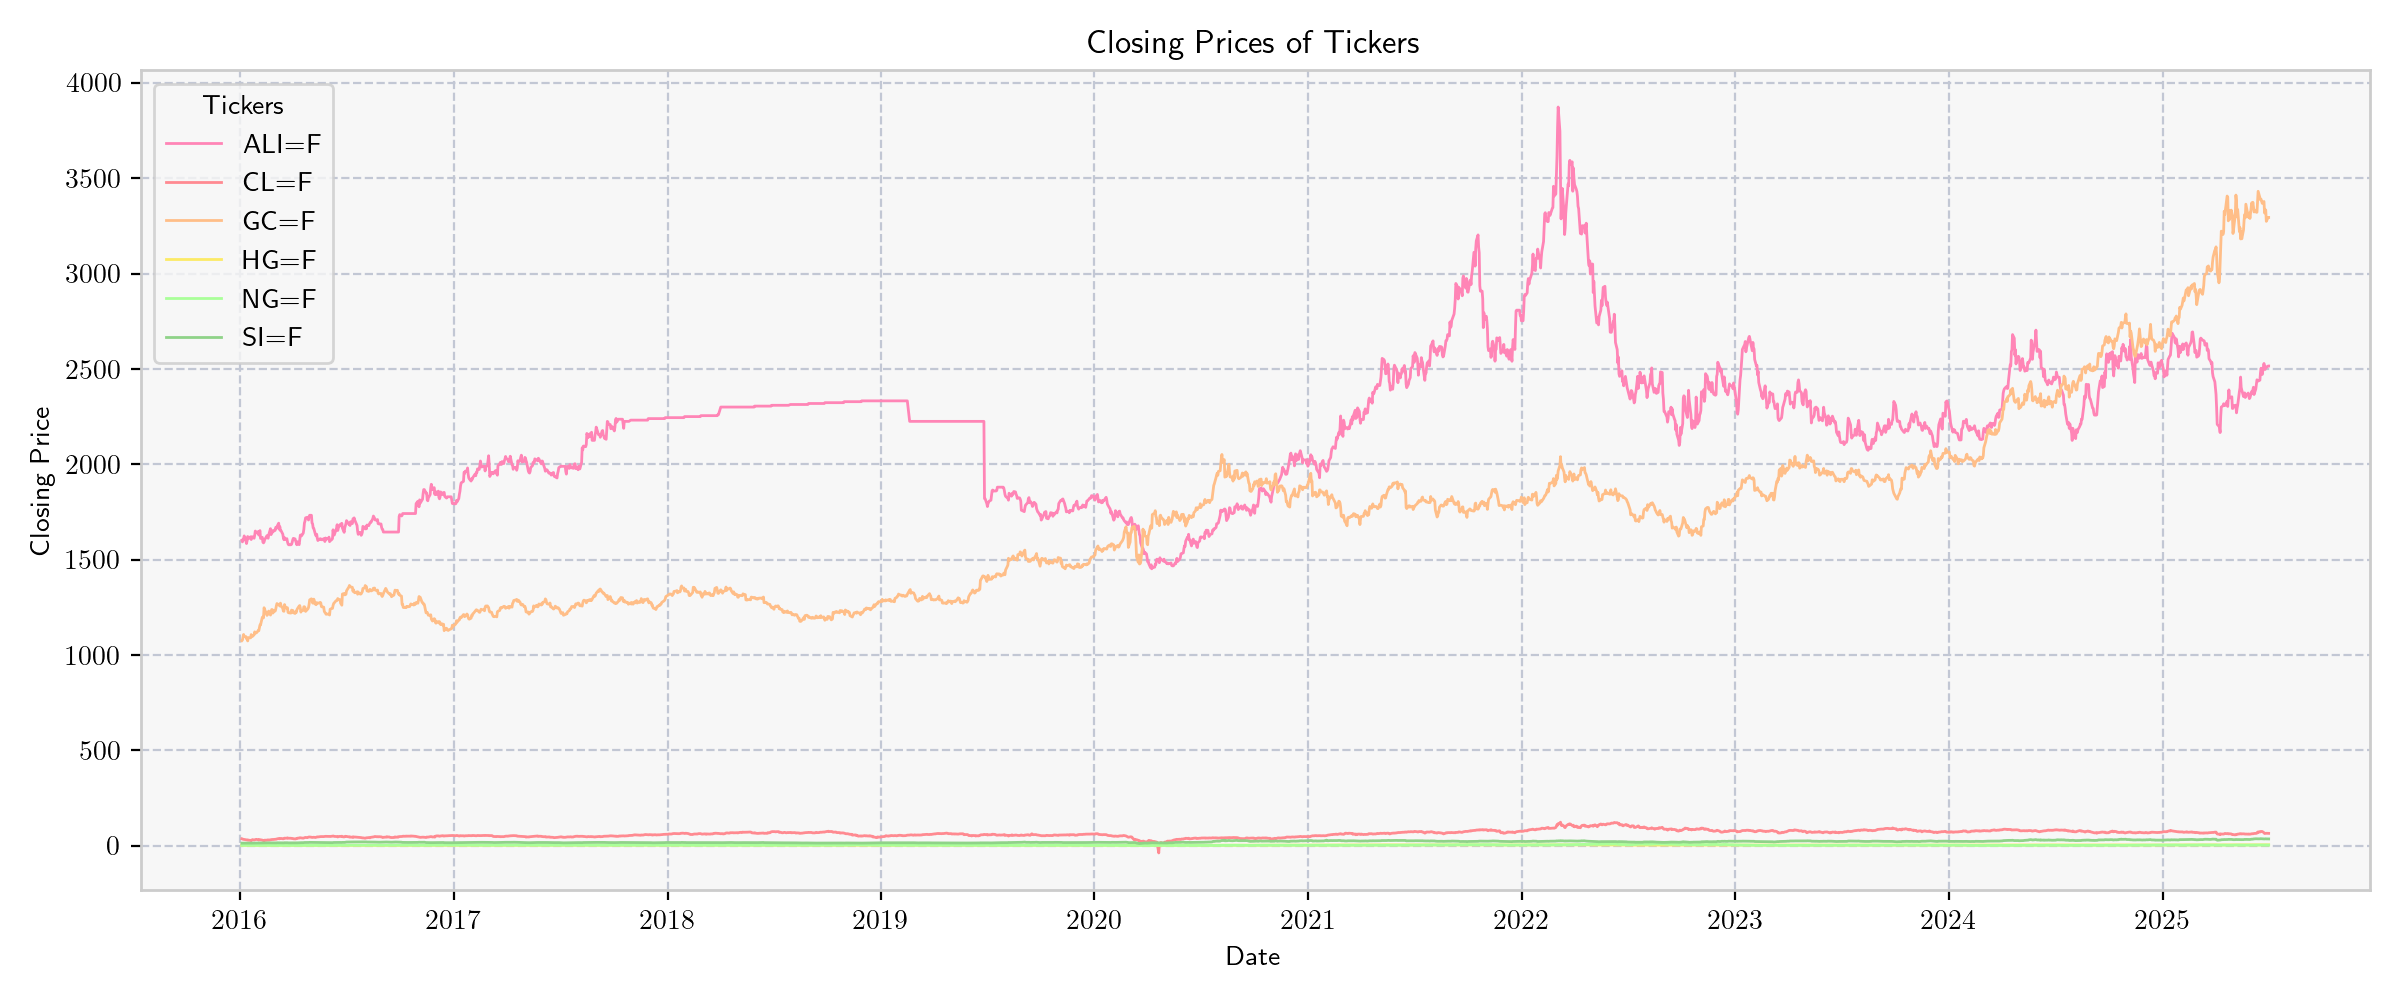 Closing Prices of Tickers
Tickers
ALI=F
CL=F
GC=F
HG=F
NG=F
SI=F
Closing Price
4000
3500
3000
2500
2000
1500
1000
500
0
2016 2017 2018 2019 2020 2021 2022 2023 2024 2025
Date